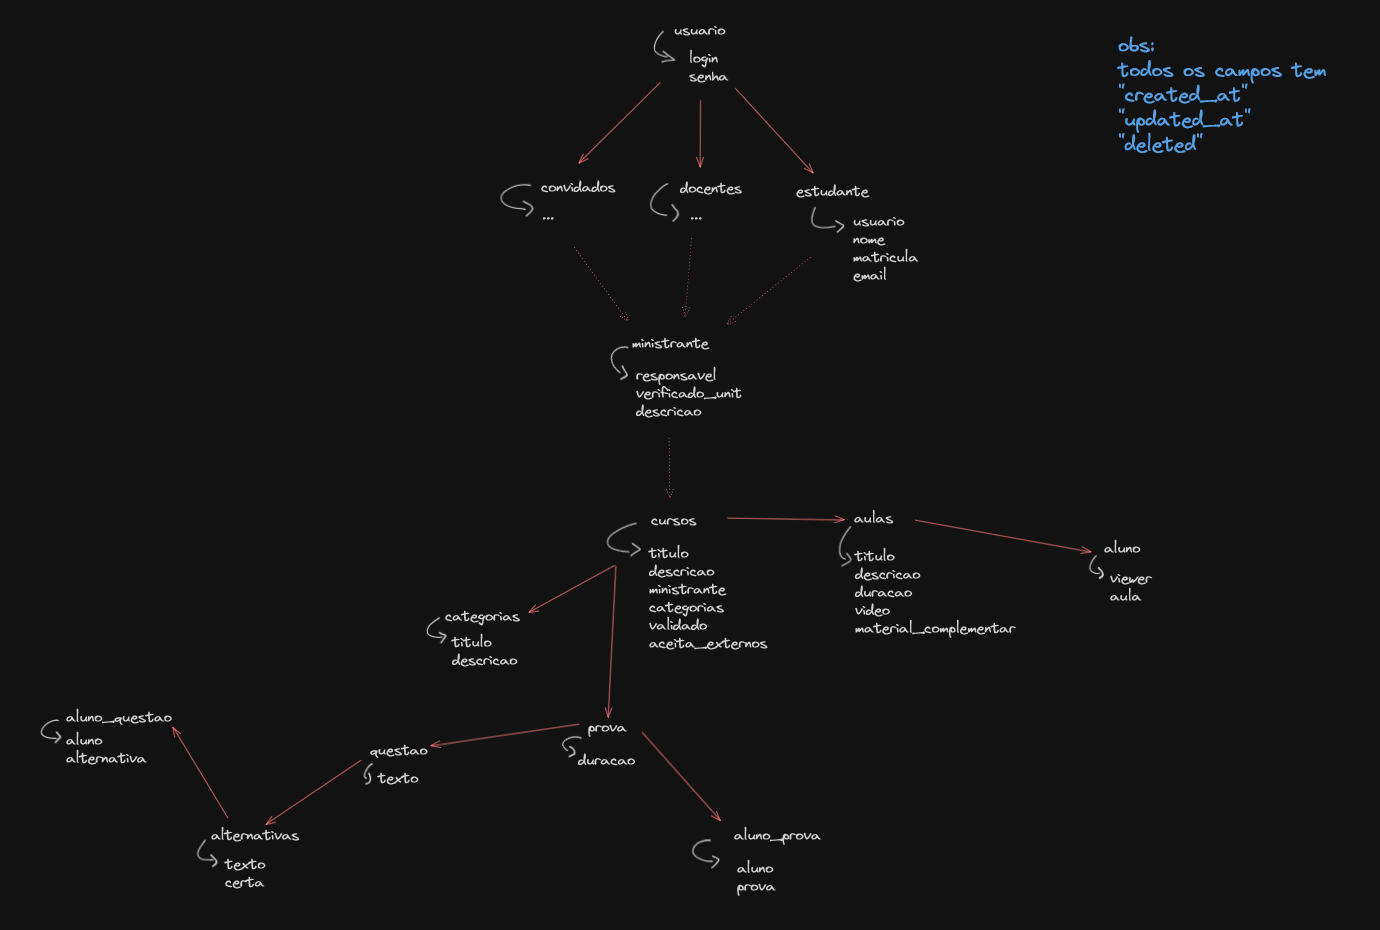 usuario
login
senha
obs:
todos os campos tem
"created_at"
"updated_at"
"deleted"
convidados
...
docentes
...
estudante
usuario
nome
matricula
email
ministrante
responsavel
verificado_unit
descricao
cursos
titulo
descricao
ministrante
categorias
validado
aceita_externos
aulas
titulo
descricao
duracao
video
material_complementar
aluno
viewer
aula
categorias
titulo
descricao
prova
duracao
questao
texto
aluno_questao
aluno
alternativa
alternativas
texto
certa
aluno_prova
aluno
prova